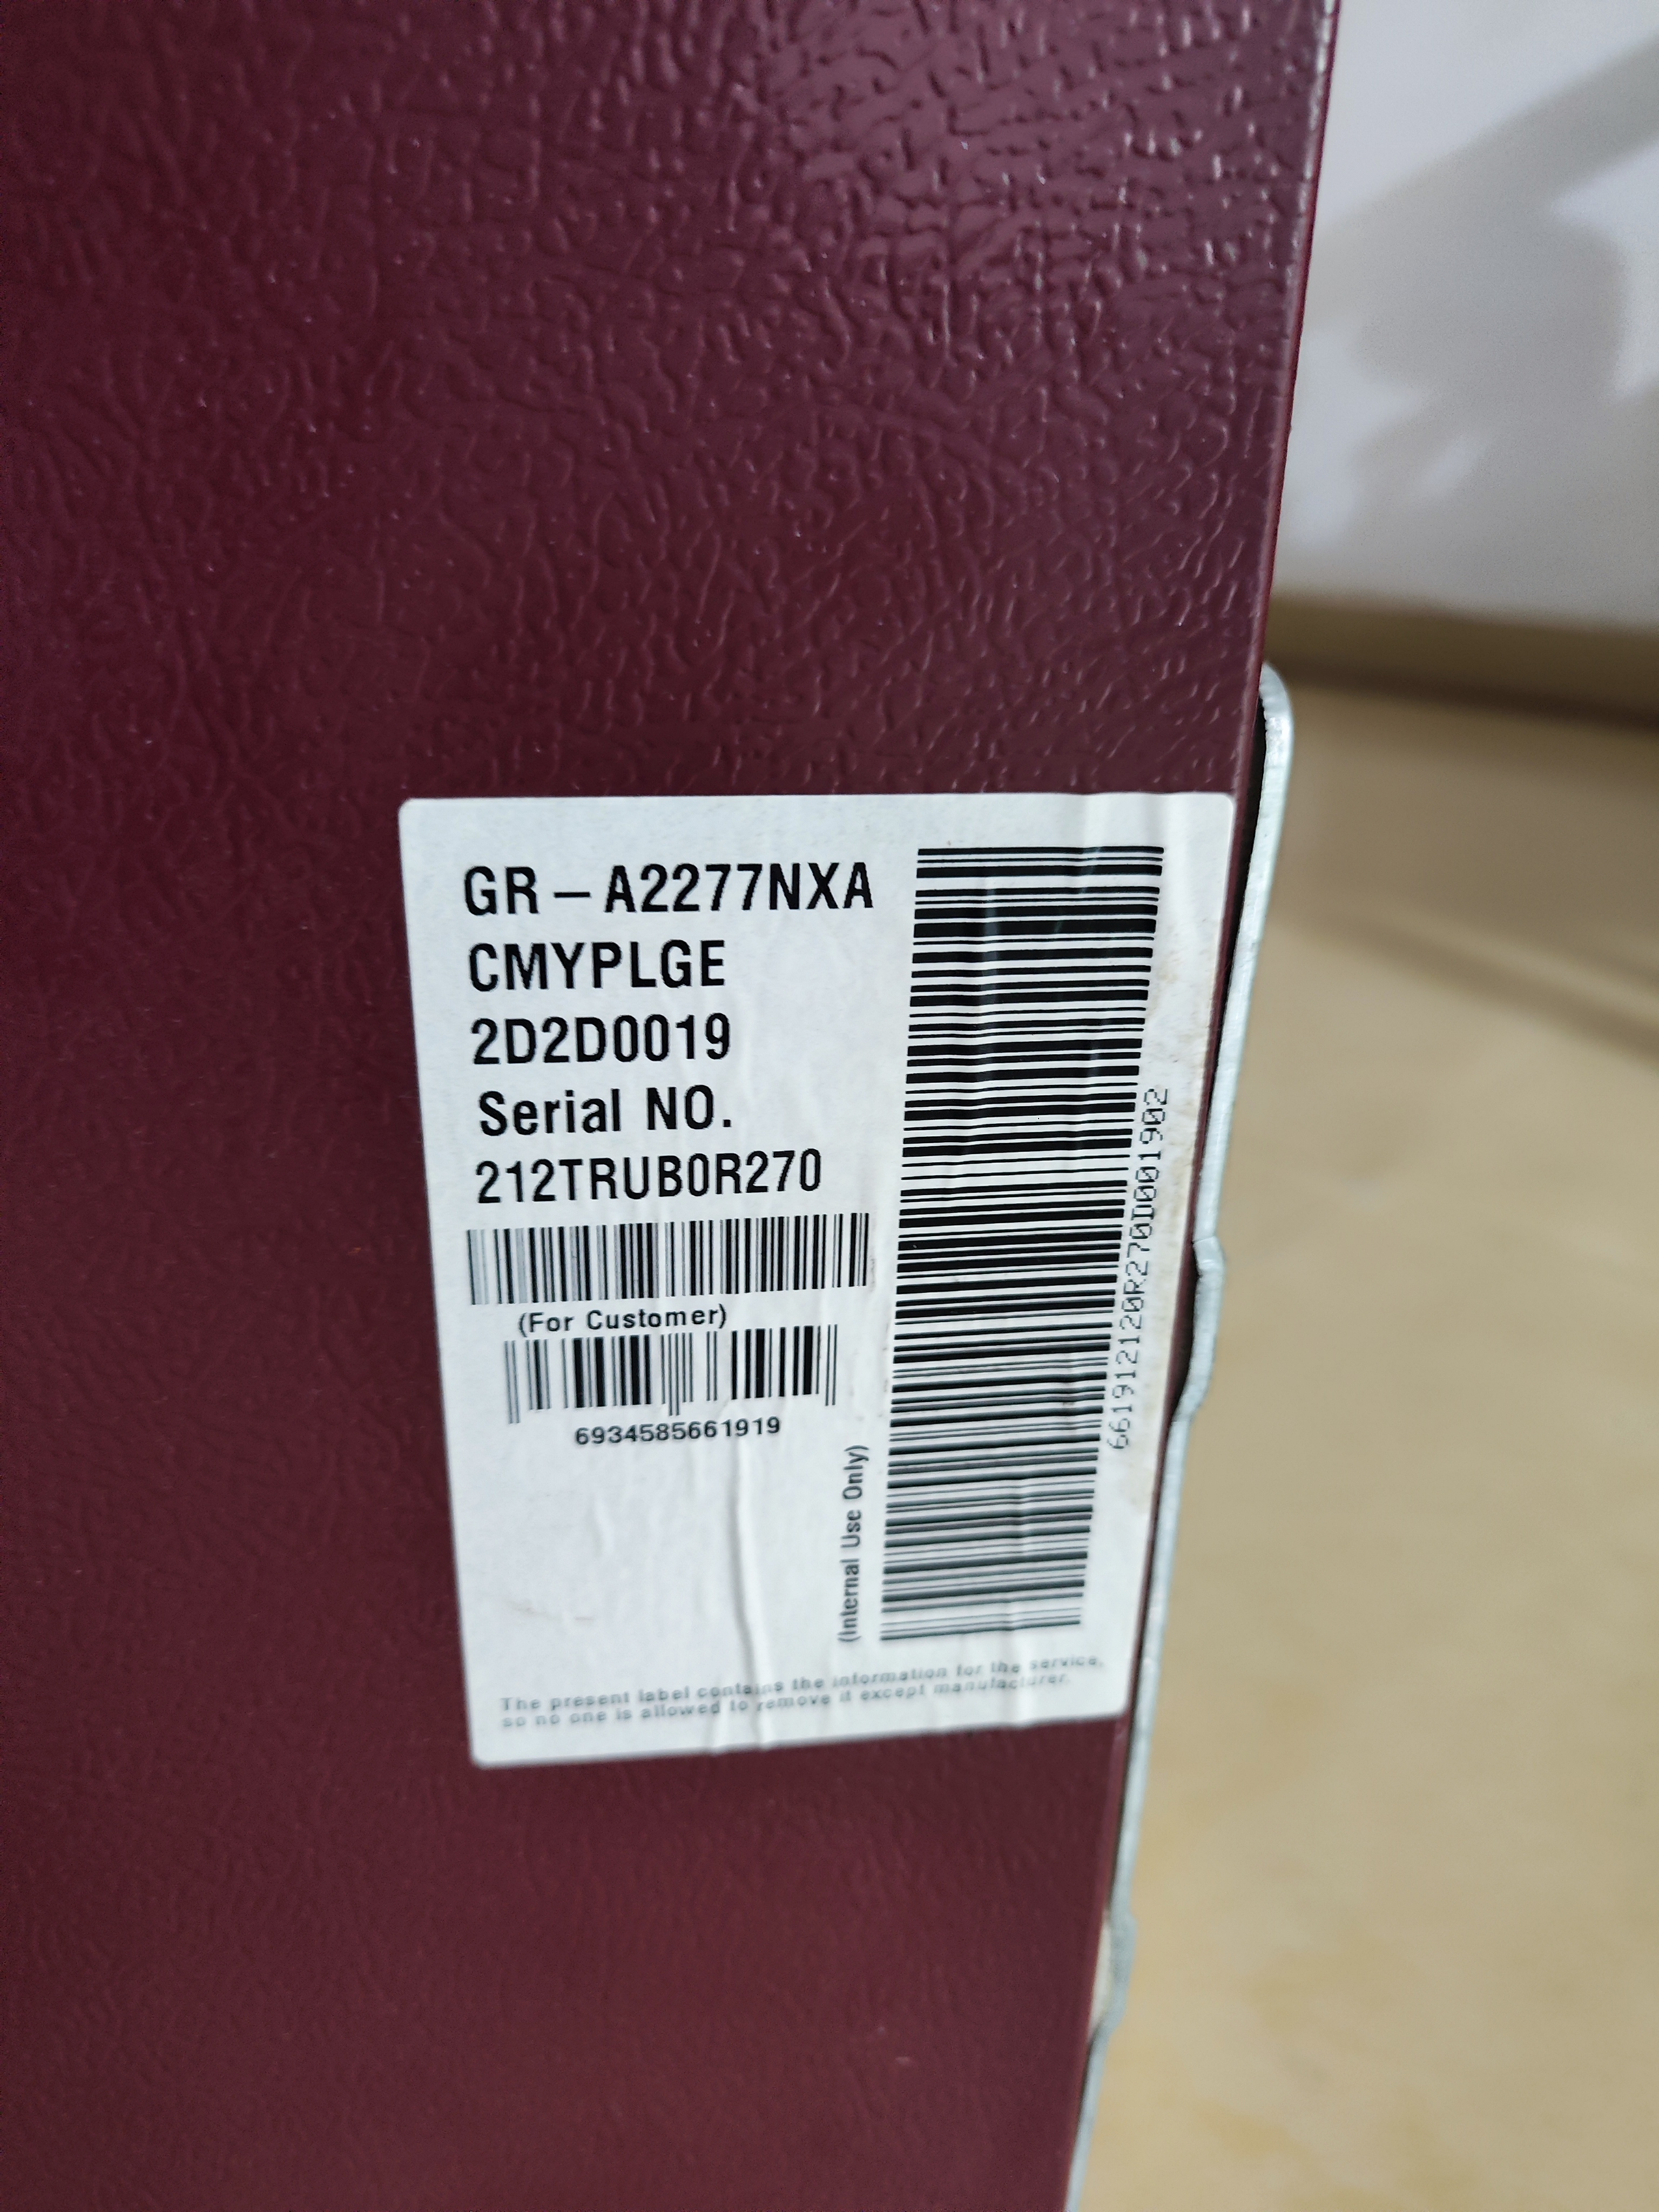 GR – A2277NXA
CMYPLGE
2D2D0019
Serial NO.
212TRUB0R270
(For Customer)
6934585661919
(Internal Use Only)
661912120R270D001902
The present label contains the information for the service,
so no one is allowed to remove it except manufacturer.